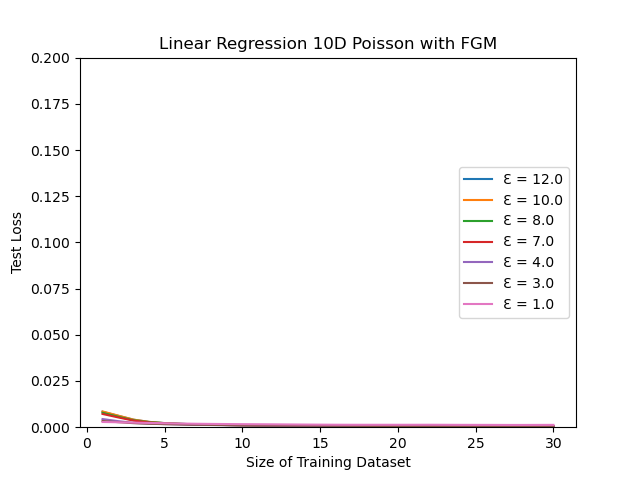 Linear Regression 10D Poisson with FGM
0.200
0.175
0.150
0.125
0.100
0.075
0.050
0.025
0.000
Test Loss
0
5
10
15
20
25
30
Size of Training Dataset
Ɛ = 12.0
Ɛ = 10.0
Ɛ = 8.0
Ɛ = 7.0
Ɛ = 4.0
Ɛ = 3.0
Ɛ = 1.0